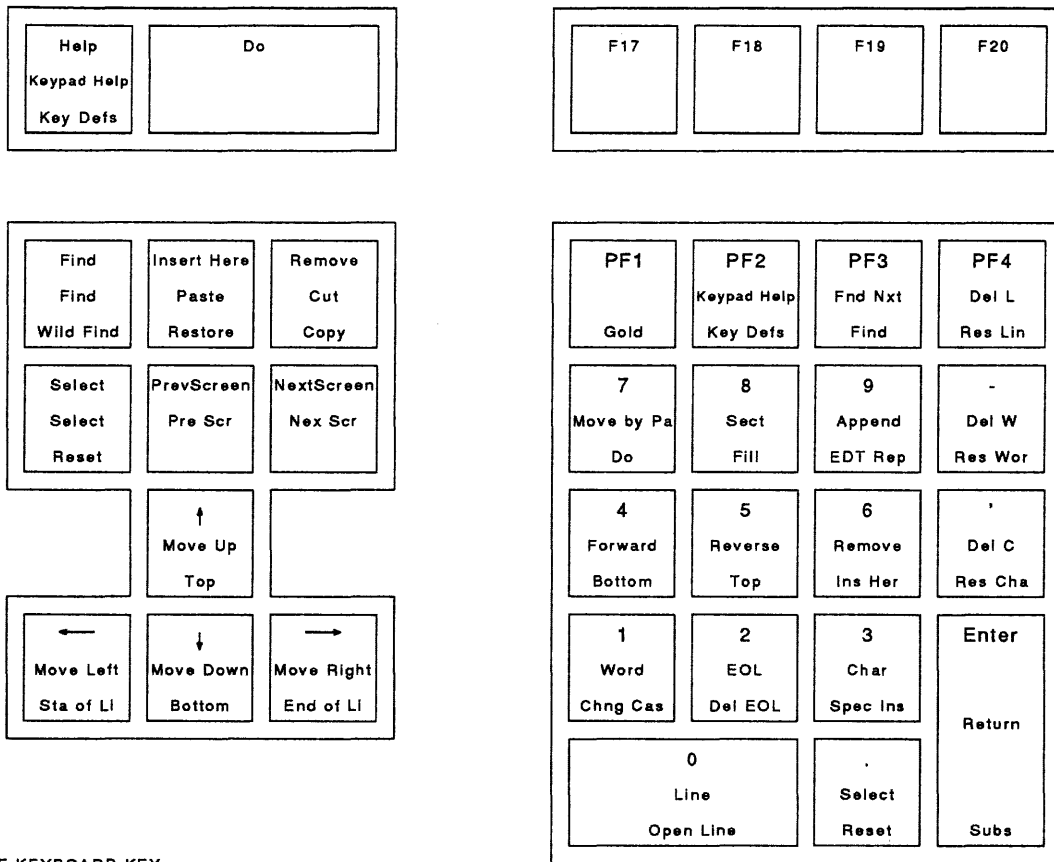 Help
Keypad Help
Key Defs
Do
F17
F18
F19
F20
Find
Find
Wild Find
Insert Here
Paste
Restore
Remove
Cut
Copy
Select
Select
Reset
PrevScreen
Pre Scr
NextScreen
Nex Scr
↑
Move Up
Top
←
Move Left
Sta of Li
↓
Move Down
Bottom
→
Move Right
End of Li
PF1
Gold
PF2
Keypad Help
Key Defs
PF3
Fnd Nxt
Find
PF4
Del L
Res Lin
7
Move by Pa
Do
8
Sect
Fill
9
Append
EDT Rep
-
Del W
Res Wor
4
Forward
Bottom
5
Reverse
Top
6
Remove
Ins Her
,
Del C
Res Cha
1
Word
Chng Cas
2
EOL
Del EOL
3
Char
Spec Ins
Enter
Return
Subs
0
Line
Open Line
.
Select
Reset
KEYBOARD KEY